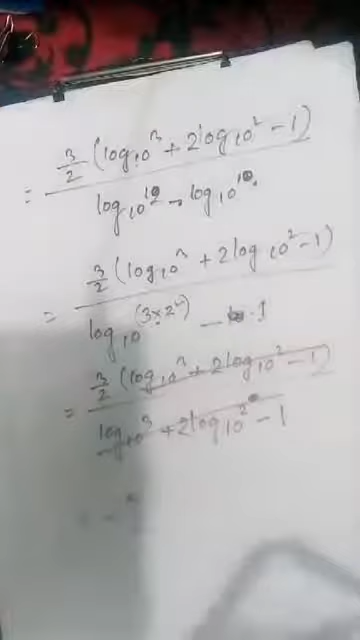 = 3/2 (log₁₀3 + 2log₁₀2 - 1)
log₁₀12 - log₁₀10
= 3/2 (log₁₀3 + 2log₁₀2 - 1)
log₁₀(3×2²) - 1
= 3/2 (log₁₀3 + 2log₁₀2 - 1)
log₁₀3 + 2log₁₀2 - 1